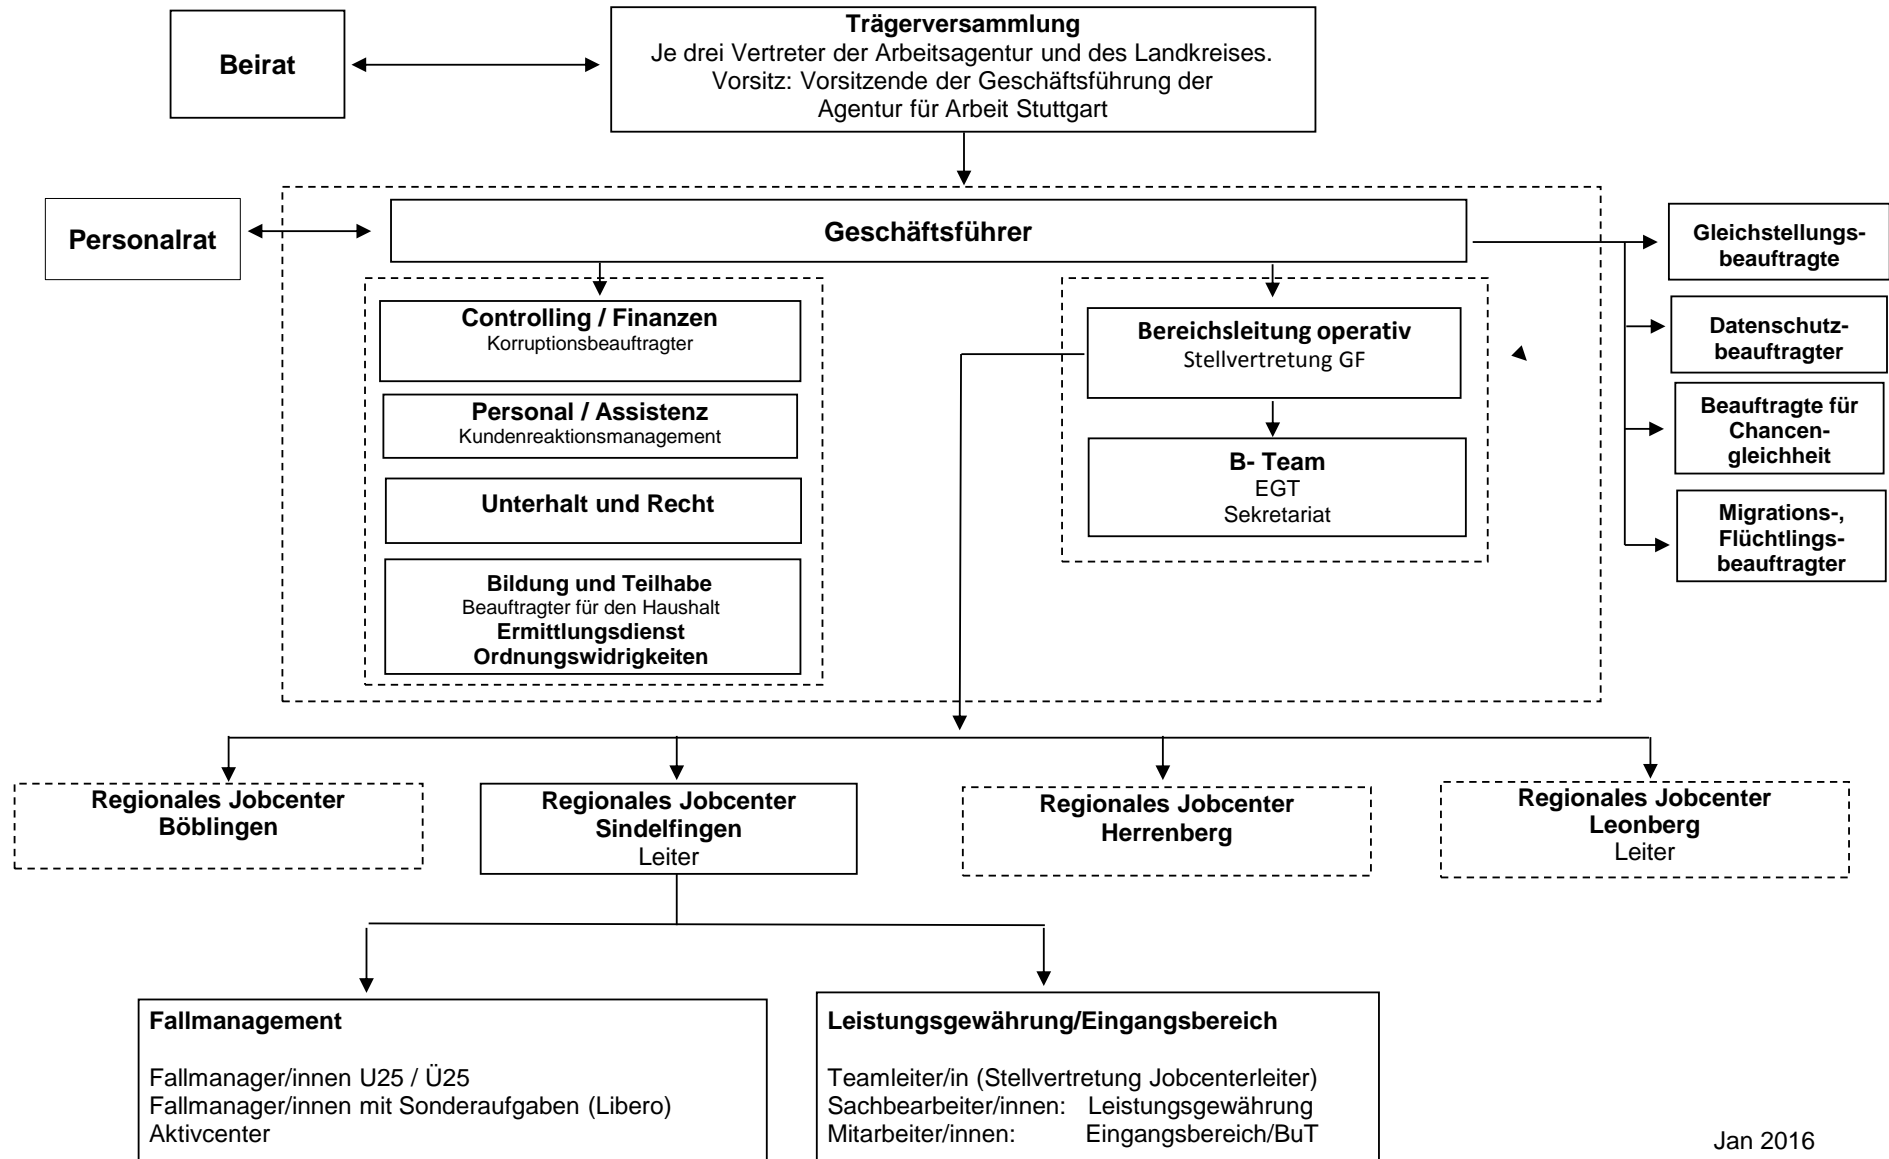 Beirat
Trägerversammlung
Je drei Vertreter der Arbeitsagentur und des Landkreises.
Vorsitz: Vorsitzende der Geschäftsführung der
Agentur für Arbeit Stuttgart
Personalrat
Geschäftsführer
Gleichstellungs-
beauftragte
Datenschutz-
beauftragter
Beauftragte für
Chancen-
gleichheit
Migrations-,
Flüchtlings-
beauftragter
Controlling / Finanzen
Korruptionsbeauftragter
Personal / Assistenz
Kundenreaktionsmanagement
Unterhalt und Recht
Bildung und Teilhabe
Beauftragter für den Haushalt
Ermittlungsdienst
Ordnungswidrigkeiten
Bereichsleitung operativ
Stellvertretung GF
B- Team
EGT
Sekretariat
Regionales Jobcenter
Böblingen
Regionales Jobcenter
Sindelfingen
Leiter
Regionales Jobcenter
Herrenberg
Regionales Jobcenter
Leonberg
Leiter
Fallmanagement
Fallmanager/innen U25 / Ü25
Fallmanager/innen mit Sonderaufgaben (Libero)
Aktivcenter
Leistungsgewährung/Eingangsbereich
Teamleiter/in (Stellvertretung Jobcenterleiter)
Sachbearbeiter/innen: Leistungsgewährung
Mitarbeiter/innen: Eingangsbereich/BuT
Jan 2016